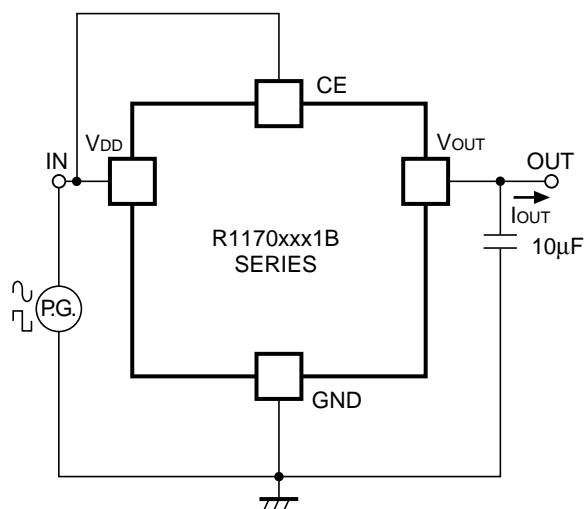 CE
VDD
VOUT
IN
OUT
IOUT
R1170xxx1B
SERIES
10μF
P.G.
GND